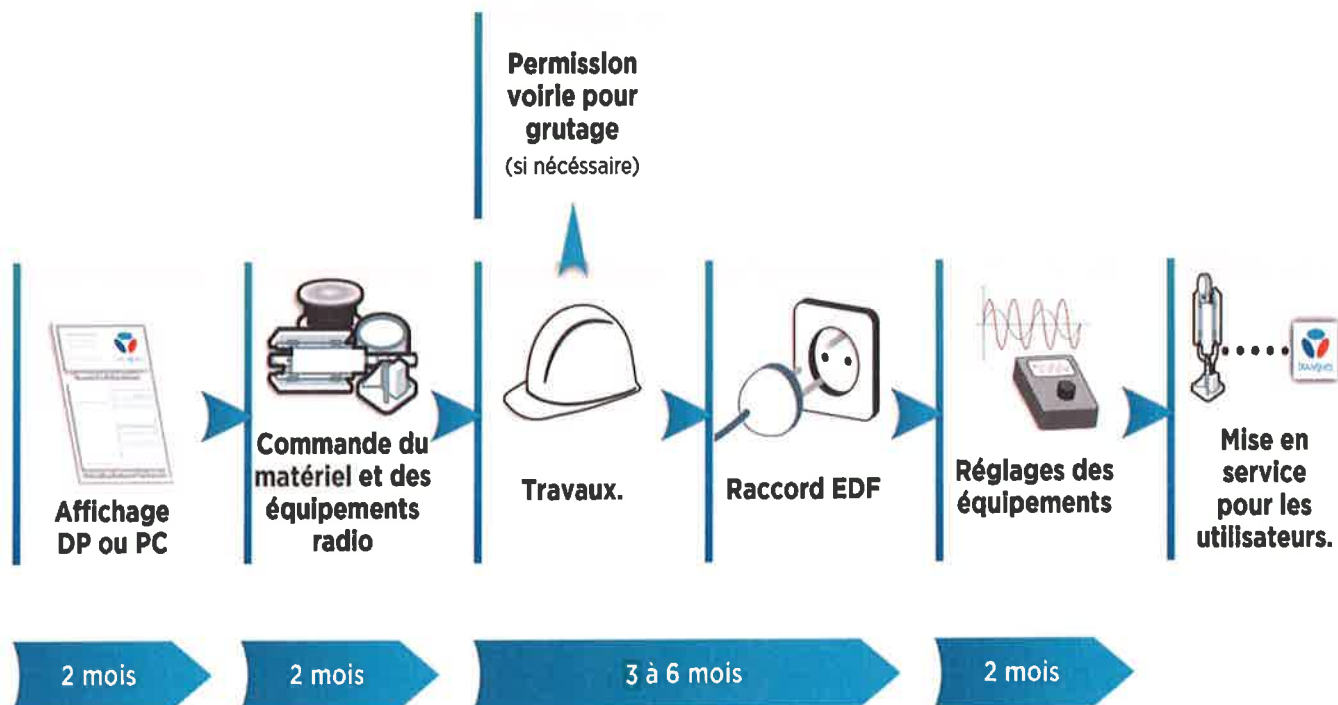 Permission
voirie pour
grutage
(si nécéssaire)
Affichage
DP ou PC
Commande du
matériel et des
équipements
radio
Travaux.
Raccord EDF
Réglages des
équipements
Mise en
service
pour les
utilisateurs.
2 mois
2 mois
3 à 6 mois
2 mois